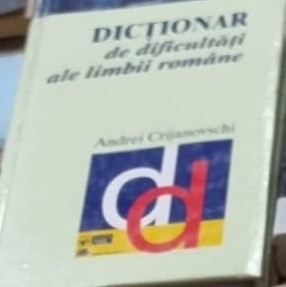 DICȚIONAR
de dificultăți
ale limbii române
Andrei Crijanovschi
dd